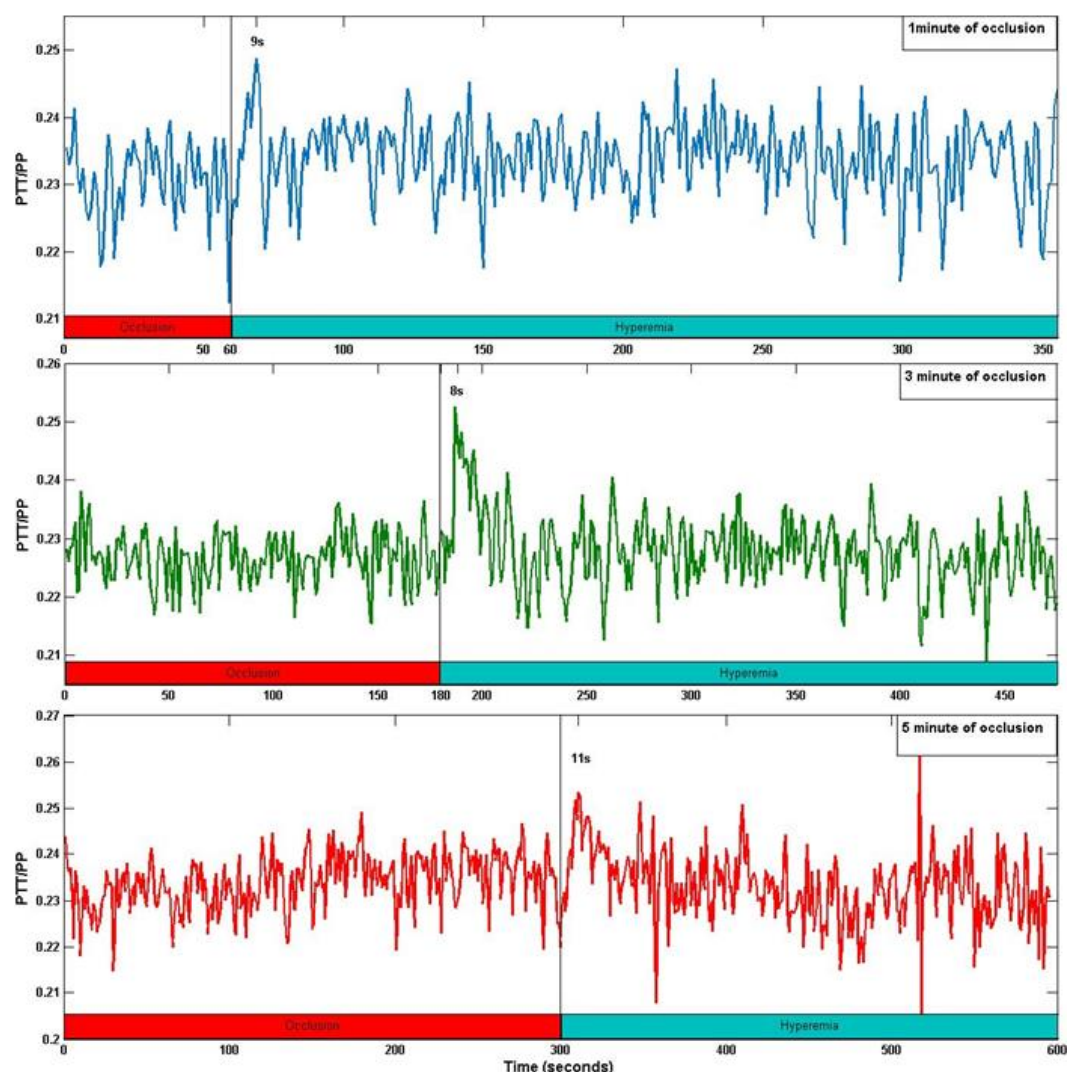 1minute of occlusion
9s
0.25
0.24
0.23
0.22
0.21
PTT/PP
Occlusion
Hyperemia
0 50 60 100 150 200 250 300 350
3 minute of occlusion
8s
0.26
0.25
0.24
0.23
0.22
0.21
PTT/PP
Occlusion
Hyperemia
0 50 100 150 180 200 250 300 350 400 450
5 minute of occlusion
11s
0.27
0.26
0.25
0.24
0.23
0.22
0.21
0.2
PTT/PP
Occlusion
Hyperemia
0 100 200 300 400 500 600
Time (seconds)